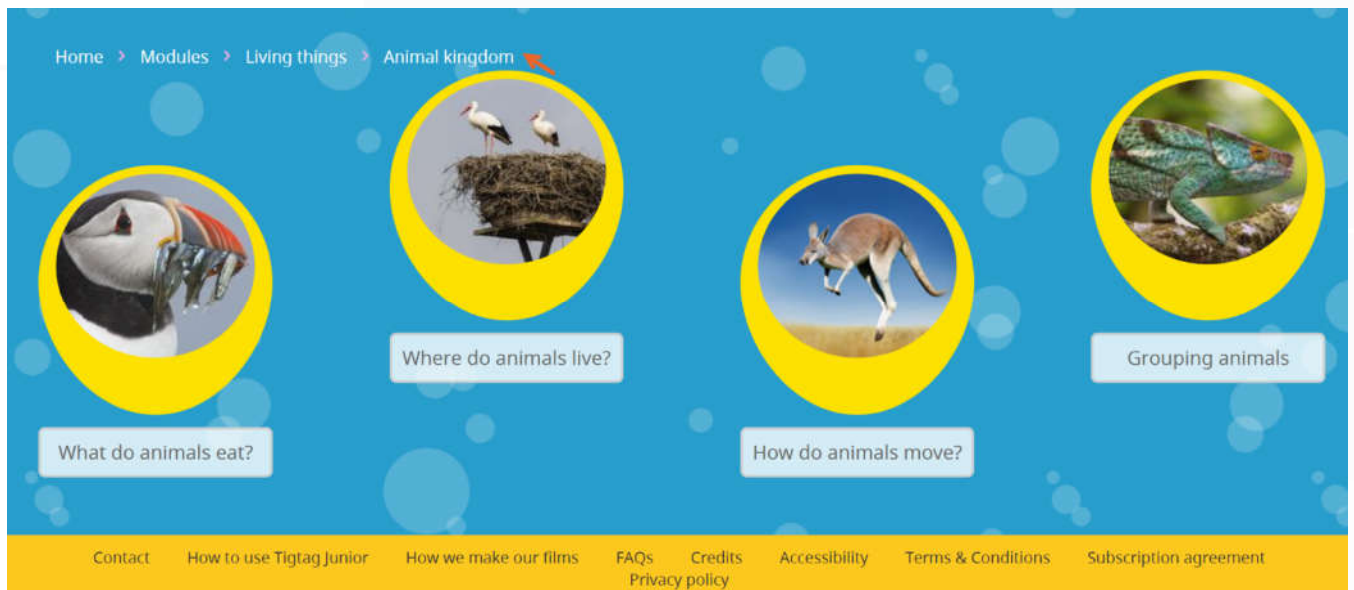 Home > Modules > Living things > Animal kingdom
Where do animals live?
Grouping animals
What do animals eat?
How do animals move?
Contact How to use Tigtag Junior How we make our films FAQs Credits Accessibility Terms & Conditions Subscription agreement
Privacy policy